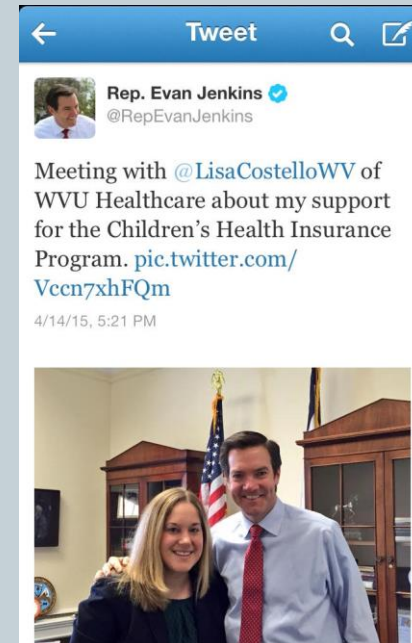 Tweet
Rep. Evan Jenkins
@RepEvanJenkins
Meeting with @LisaCostelloWV of
WVU Healthcare about my support
for the Children’s Health Insurance
Program. pic.twitter.com/
Vccn7xhFQm
4/14/15, 5:21 PM